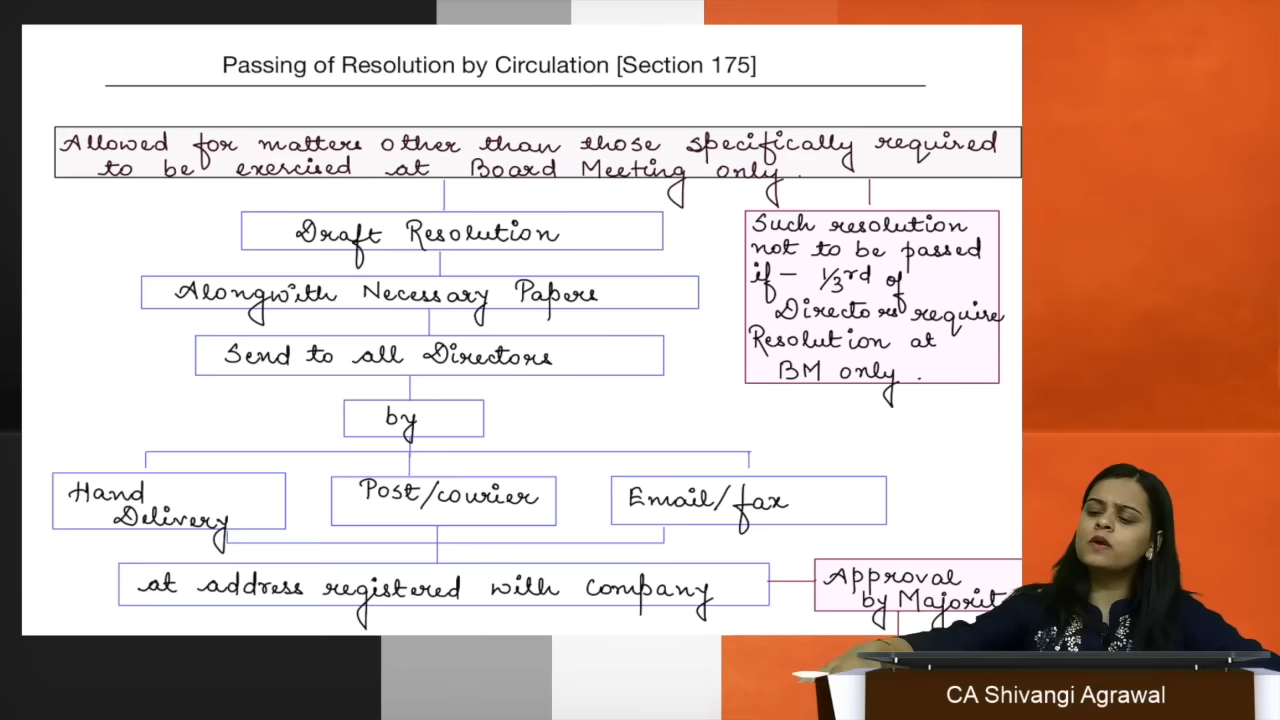 Passing of Resolution by Circulation [Section 175]
Allowed for matters other than those specifically required
to be exercised at Board Meeting only.
Draft Resolution
Alongwith Necessary Papers
Send to all Directors
by
Hand
Delivery
Post/courier
Email/fax
at address registered with company
Such resolution
not to be passed
if – 1/3rd of
Directors require
Resolution at
BM only.
Approval
by Majorit
CA Shivangi Agrawal